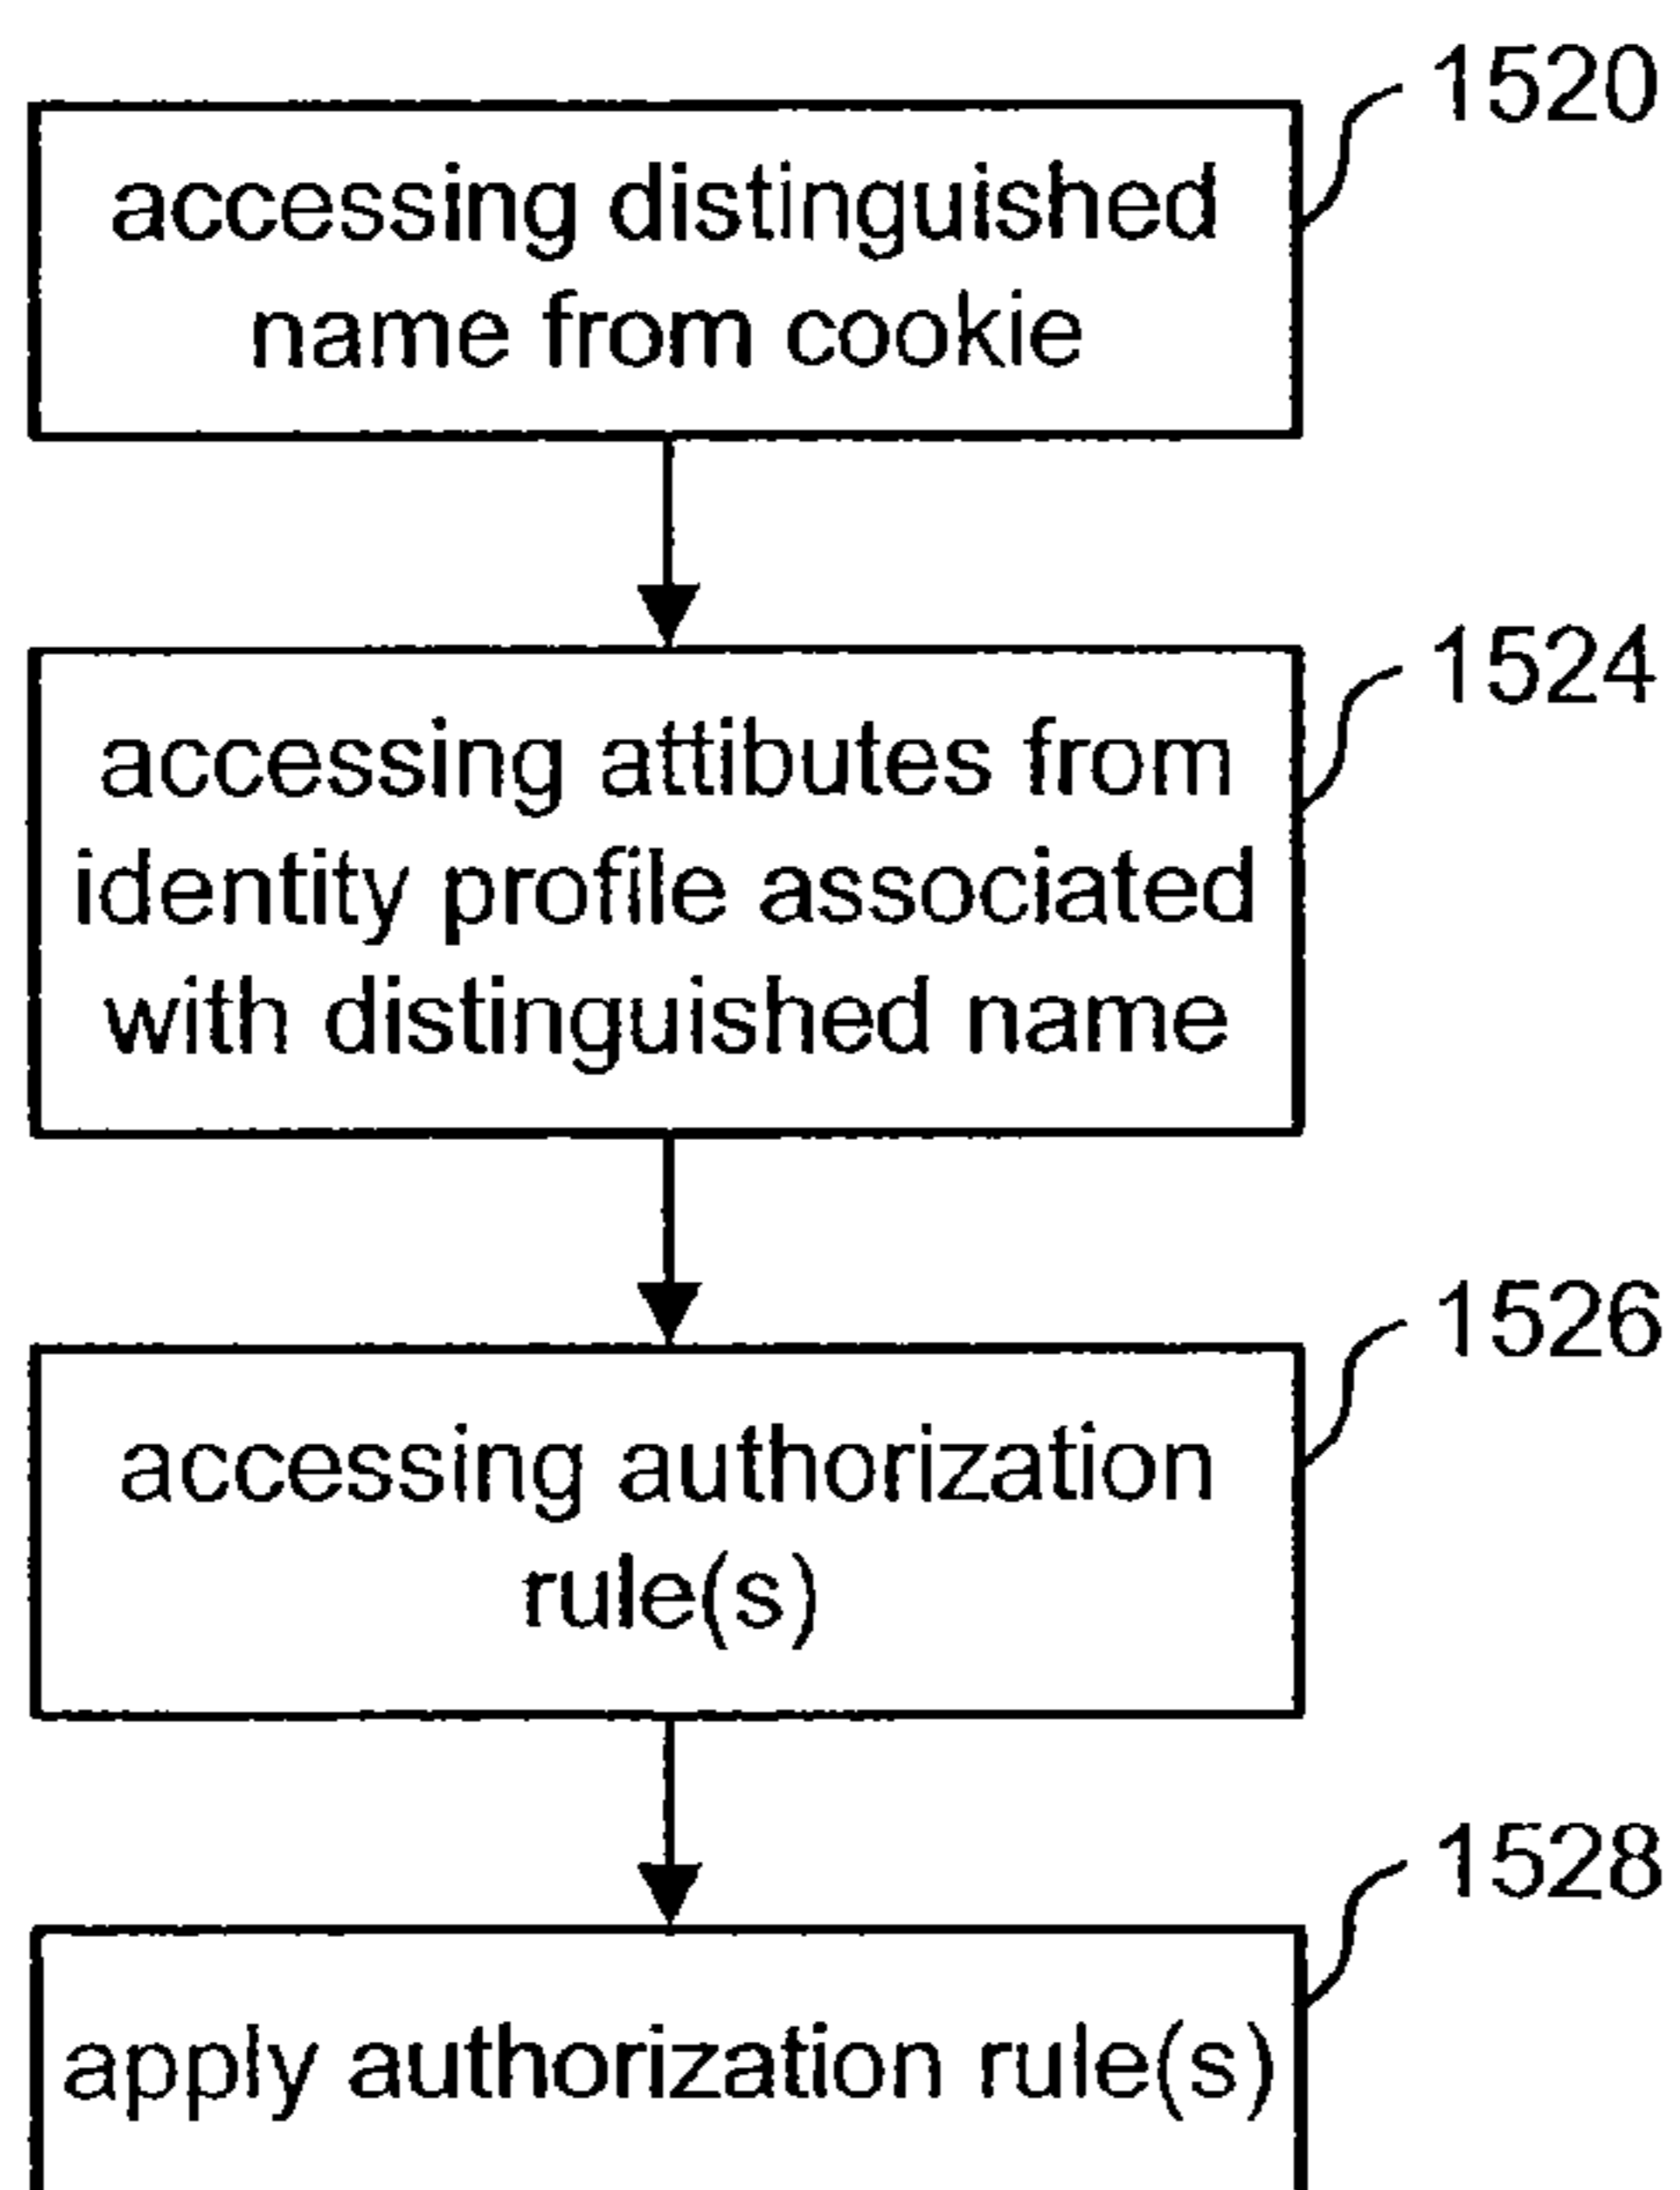 1520
accessing distinguished
name from cookie
1524
accessing attibutes from
identity profile associated
with distinguished name
1526
accessing authorization
rule(s)
1528
apply authorization rule(s)